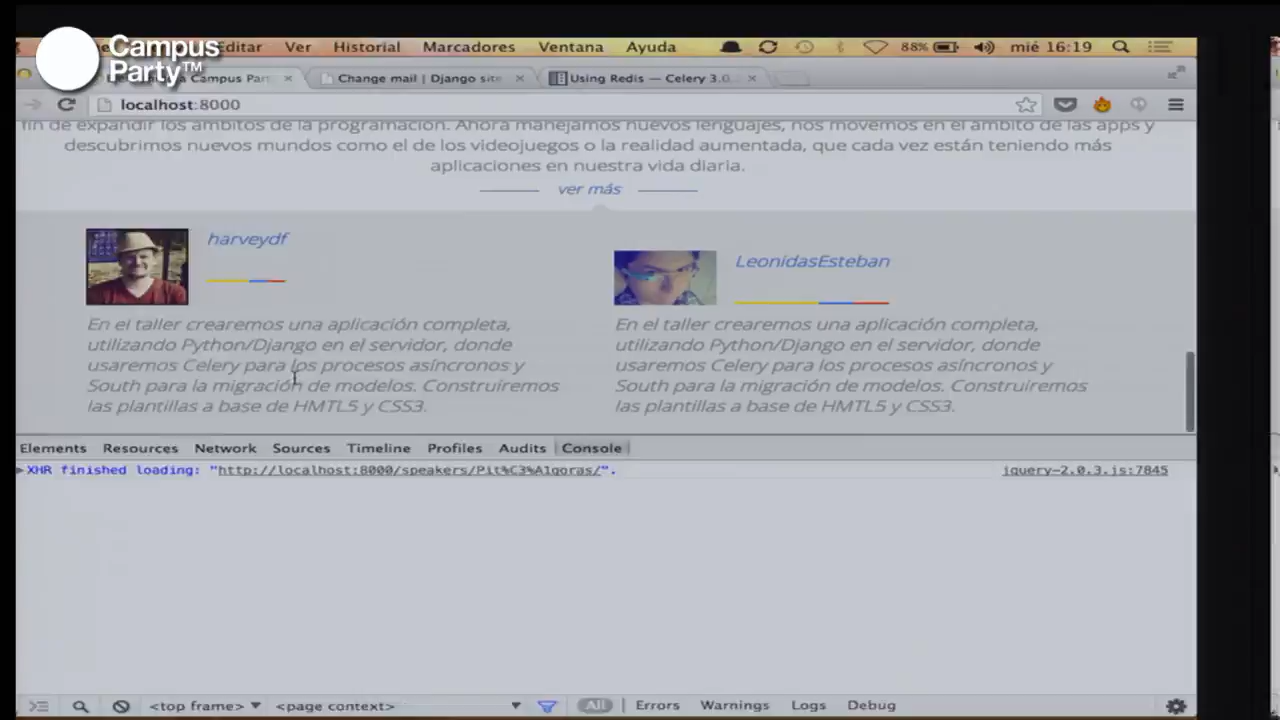 Campus
Party™
Editar Ver Historial Marcadores Ventana Ayuda 88% mié 16:19
Campus Part × Change mail | Django site × Using Redis — Celery 3.0. ×
localhost:8000
fin de expandir los ámbitos de la programación. Ahora manejamos nuevos lenguajes, nos movemos en el ámbito de las apps y
descubrimos nuevos mundos como el de los videojuegos o la realidad aumentada, que cada vez están teniendo más
aplicaciones en nuestra vida diaria.
ver más
harveydf
En el taller crearemos una aplicación completa,
utilizando Python/Django en el servidor, donde
usaremos Celery para los procesos asíncronos y
South para la migración de modelos. Construiremos
las plantillas a base de HMTL5 y CSS3.
LeonidasEsteban
En el taller crearemos una aplicación completa,
utilizando Python/Django en el servidor, donde
usaremos Celery para los procesos asíncronos y
South para la migración de modelos. Construiremos
las plantillas a base de HMTL5 y CSS3.
Elements Resources Network Sources Timeline Profiles Audits Console
XHR finished loading: "http://localhost:8000/speakers/Pit%C3%A1goras/". jquery-2.0.3.js:7845
<top frame> <page context> All Errors Warnings Logs Debug